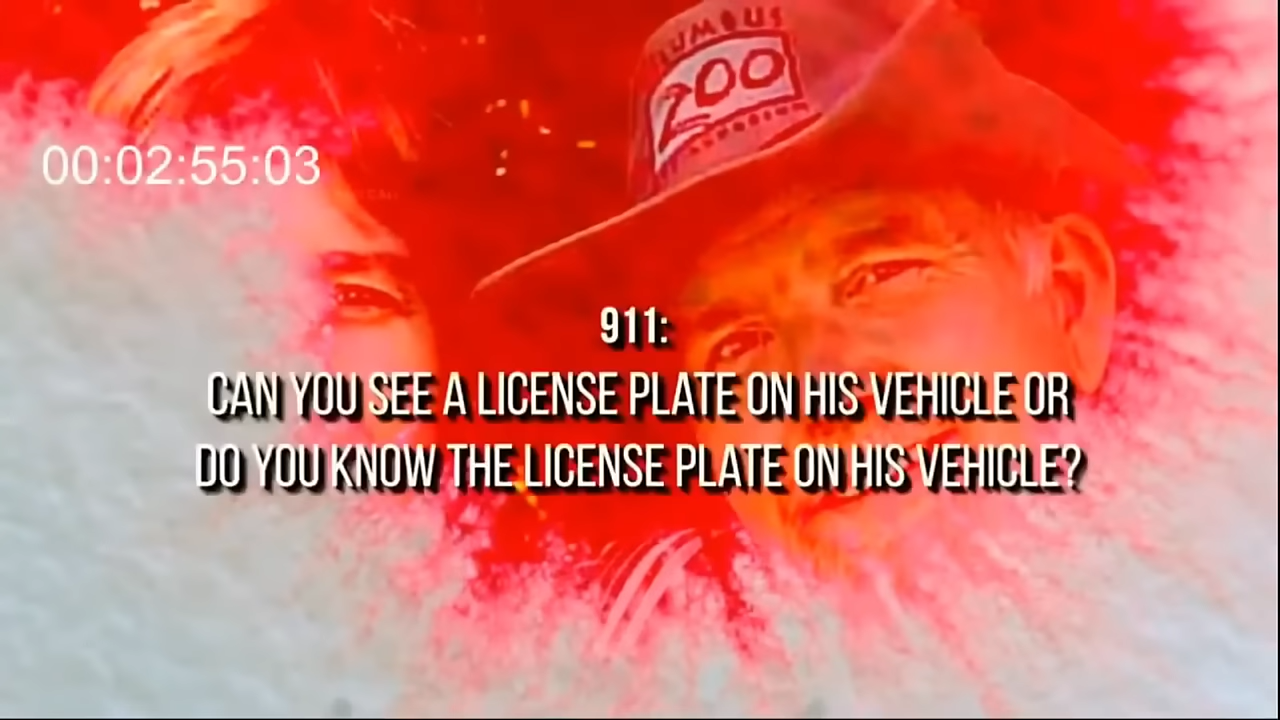 ZOO
00:02:55:03
911:
CAN YOU SEE A LICENSE PLATE ON HIS VEHICLE OR
DO YOU KNOW THE LICENSE PLATE ON HIS VEHICLE?